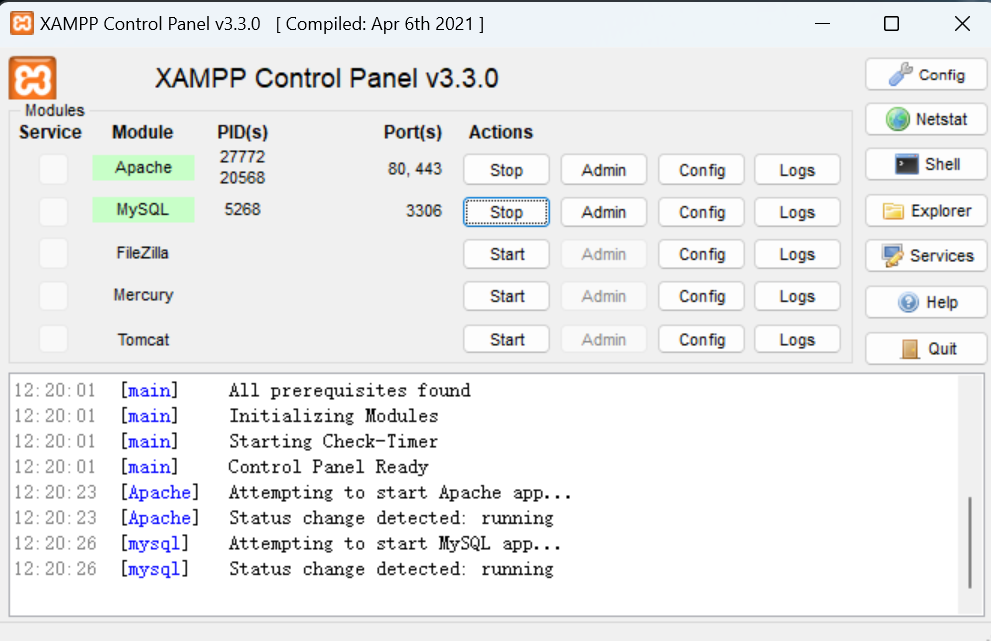 XAMPP Control Panel v3.3.0 [ Compiled: Apr 6th 2021 ]
XAMPP Control Panel v3.3.0
Config
Modules
Service Module PID(s) Port(s) Actions
Netstat
Apache 27772 20568 80, 443 Stop Admin Config Logs
Shell
MySQL 5268 3306 Stop Admin Config Logs
Explorer
FileZilla Start Admin Config Logs
Services
Mercury Start Admin Config Logs
Help
Tomcat Start Admin Config Logs
Quit
12:20:01 [main] All prerequisites found
12:20:01 [main] Initializing Modules
12:20:01 [main] Starting Check-Timer
12:20:01 [main] Control Panel Ready
12:20:23 [Apache] Attempting to start Apache app...
12:20:23 [Apache] Status change detected: running
12:20:26 [mysql] Attempting to start MySQL app...
12:20:26 [mysql] Status change detected: running